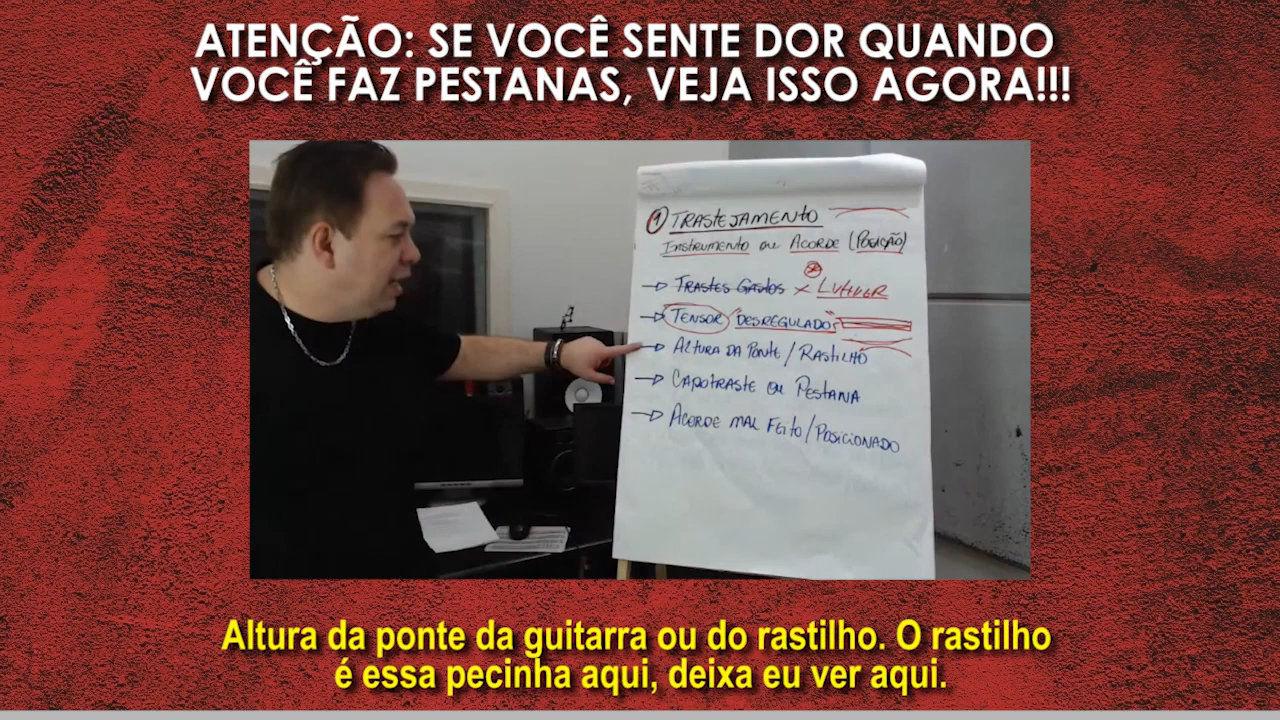 ATENÇÃO: SE VOCÊ SENTE DOR QUANDO
VOCÊ FAZ PESTANAS, VEJA ISSO AGORA!!!
1 TRASTEJAMENTO
INSTRUMENTO ou ACORDE (POSIÇÃO)
→ TRASTES GASTOS x LUTHIER
→ TENSOR DESREGULADO
→ ALTURA DA PONTE / RASTILHO
→ CAPOTRASTE ou PESTANA
→ ACORDE MAL FEITO/POSICIONADO
Altura da ponte da guitarra ou do rastilho. O rastilho
é essa pecinha aqui, deixa eu ver aqui.